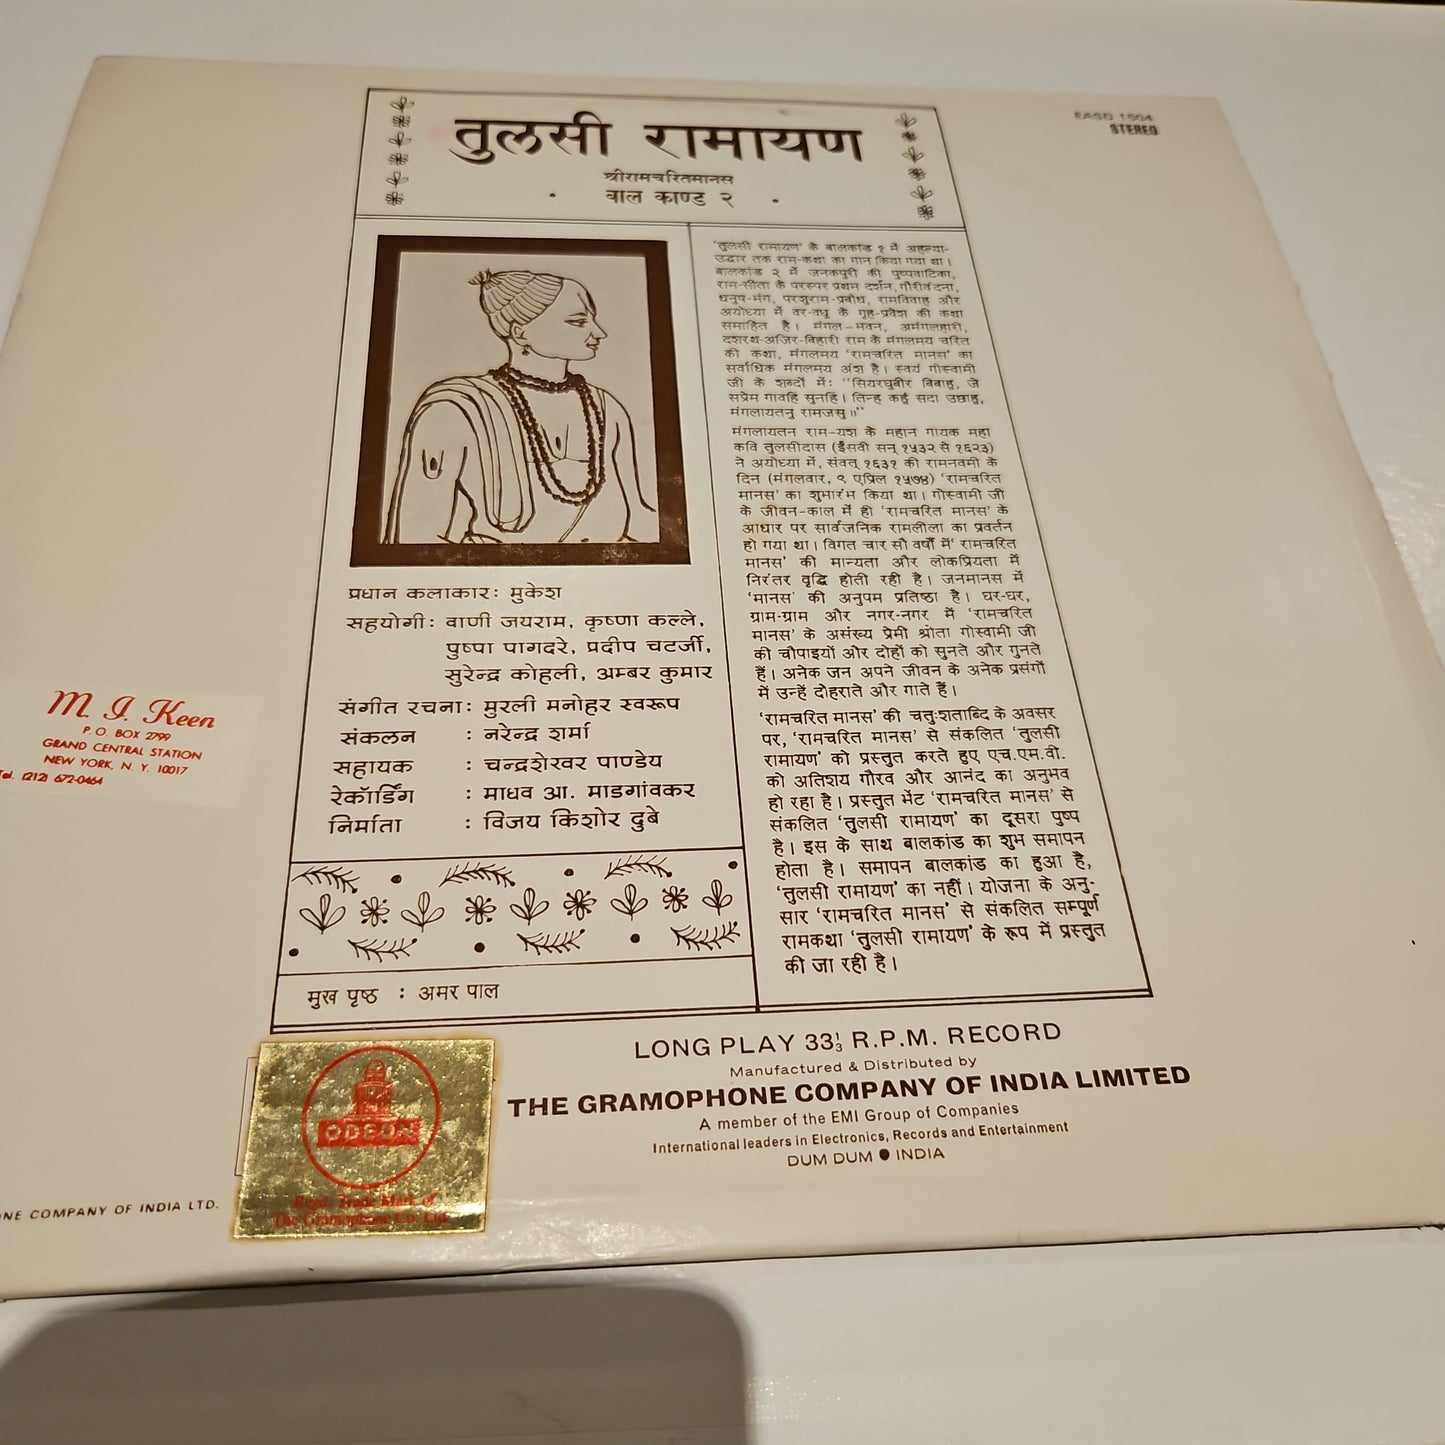 EASD 1504
STEREO
तुलसी रामायण
श्रीरामचरितमानस
बाल काण्ड २
प्रधान कलाकार: मुकेश
सहयोगी: वाणी जयराम, कृष्णा कल्ले,
पुष्पा पागदरे, प्रदीप चटर्जी,
सुरेन्द्र कोहली, अम्बर कुमार
संगीत रचना: मुरली मनोहर स्वरूप
संकलन : नरेन्द्र शर्मा
सहायक : चन्द्रशेखर पाण्डेय
रेकॉर्डिंग : माधव आ. माडगांवकर
निर्माता : विजय किशोर दुबे
मुख पृष्ठ : अमर पाल
'तुलसी रामायण' के बालकांड १ में अहल्या-
उद्धार तक राम-कथा का गान किया गया था।
बालकांड २ में जनकपुरी की पुष्पवाटिका,
राम-सीता के परस्पर प्रथम दर्शन, गौरीवंदना,
धनुष-भंग, परशुराम-प्रबोध, रामविवाह और
अयोध्या में वर-वधू के गृह-प्रवेश की कथा
समाहित है। मंगल-भवन, अमंगलहारी,
दशरथ-अजिर-बिहारी राम के मंगलमय चरित
की कथा, मंगलमय 'रामचरित मानस' का
सर्वाधिक मंगलमय अंश है। स्वयं गोस्वामी
जी के शब्दों में: "सियरघुबीर बिबाहु, जे
सप्रेम गावहि सुनहि। तिन्ह कहुँ सदा उछाहु,
मंगलायतनु रामजसु॥"
मंगलायतन राम-यश के महान गायक महा
कवि तुलसीदास (ईसवी सन् १५३२ से १६२३)
ने अयोध्या में, संवत् १६३१ की रामनवमी के
दिन (मंगलवार, ९ एप्रिल १५७४) 'रामचरित
मानस' का शुभारंभ किया था। गोस्वामी जी
के जीवन-काल में ही 'रामचरित मानस' के
आधार पर सार्वजनिक रामलीला का प्रवर्तन
हो गया था। विगत चार सौ वर्षों में 'रामचरित
मानस' की मान्यता और लोकप्रियता में
निरंतर वृद्धि होती रही है। जनमानस में
'मानस' की अनुपम प्रतिष्ठा है। घर-घर,
ग्राम-ग्राम और नगर-नगर में 'रामचरित
मानस' के असंख्य प्रेमी श्रोता गोस्वामी जी
की चौपाइयों और दोहों को सुनते और गुनते
हैं। अनेक जन अपने जीवन के अनेक प्रसंगों
में उन्हें दोहराते और गाते हैं।
'रामचरित मानस' की चतुःशताब्दि के अवसर
पर, 'रामचरित मानस' से संकलित 'तुलसी
रामायण' को प्रस्तुत करते हुए एच.एम.वी.
को अतिशय गौरव और आनंद का अनुभव
हो रहा है। प्रस्तुत भेंट 'रामचरित मानस' से
संकलित 'तुलसी रामायण' का दूसरा पुष्प
है। इस के साथ बालकांड का शुभ समापन
होता है। समापन बालकांड का हुआ है,
'तुलसी रामायण' का नहीं। योजना के अनु-
सार 'रामचरित मानस' से संकलित सम्पूर्ण
रामकथा 'तुलसी रामायण' के रूप में प्रस्तुत
की जा रही है।
M. J. Keen
P. O. BOX 2799
GRAND CENTRAL STATION
NEW YORK, N. Y. 10017
Tel. (212) 672-0464
LONG PLAY 33⅓ R.P.M. RECORD
Manufactured & Distributed by
THE GRAMOPHONE COMPANY OF INDIA LIMITED
A member of the EMI Group of Companies
International leaders in Electronics, Records and Entertainment
DUM DUM ● INDIA
ODEON
Regd. Trade Mark of
The Gramophone Co. Ltd.
NE COMPANY OF INDIA LTD.